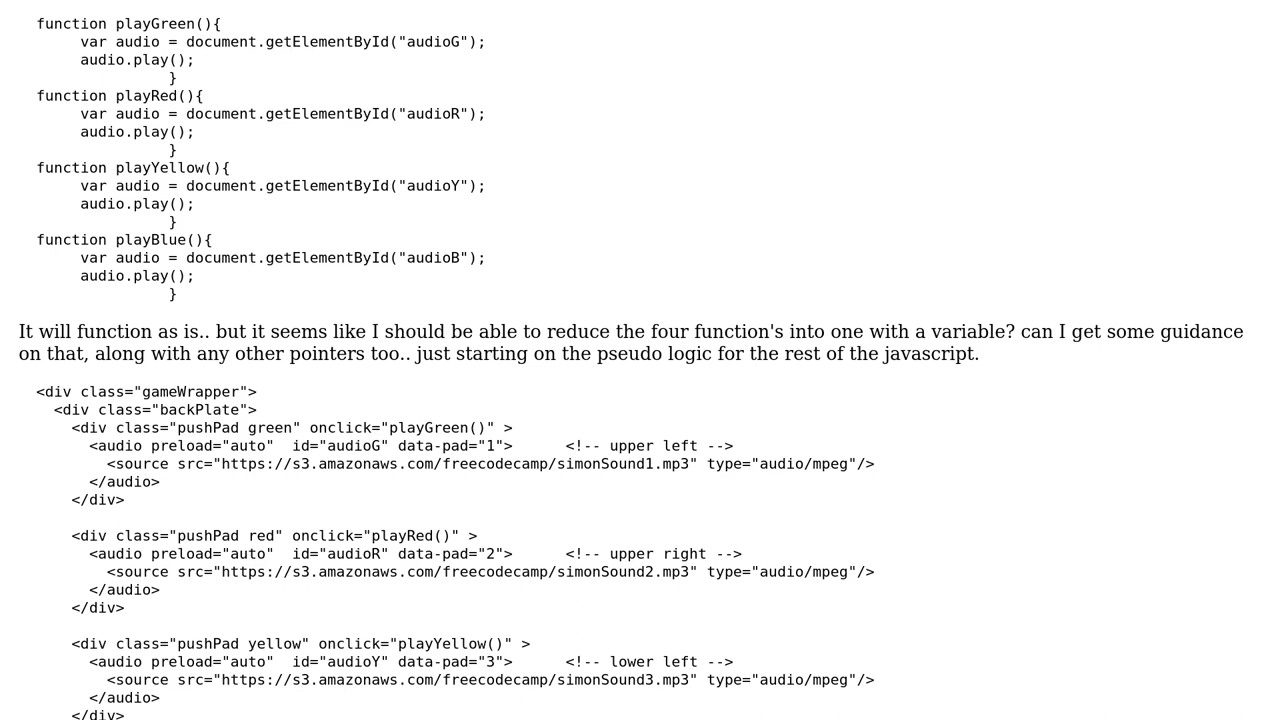 function playGreen(){
     var audio = document.getElementById("audioG");
     audio.play();
               }
function playRed(){
     var audio = document.getElementById("audioR");
     audio.play();
               }
function playYellow(){
     var audio = document.getElementById("audioY");
     audio.play();
               }
function playBlue(){
     var audio = document.getElementById("audioB");
     audio.play();
               }
It will function as is.. but it seems like I should be able to reduce the four function's into one with a variable? can I get some guidance
on that, along with any other pointers too.. just starting on the pseudo logic for the rest of the javascript.
<div class="gameWrapper">
  <div class="backPlate">
    <div class="pushPad green" onclick="playGreen()" >
      <audio preload="auto"  id="audioG" data-pad="1">      <!-- upper left -->
        <source src="https://s3.amazonaws.com/freecodecamp/simonSound1.mp3" type="audio/mpeg"/>
      </audio>
    </div>
    <div class="pushPad red" onclick="playRed()" >
      <audio preload="auto"  id="audioR" data-pad="2">      <!-- upper right -->
        <source src="https://s3.amazonaws.com/freecodecamp/simonSound2.mp3" type="audio/mpeg"/>
      </audio>
    </div>
    <div class="pushPad yellow" onclick="playYellow()" >
      <audio preload="auto"  id="audioY" data-pad="3">      <!-- lower left -->
        <source src="https://s3.amazonaws.com/freecodecamp/simonSound3.mp3" type="audio/mpeg"/>
      </audio>
    </div>